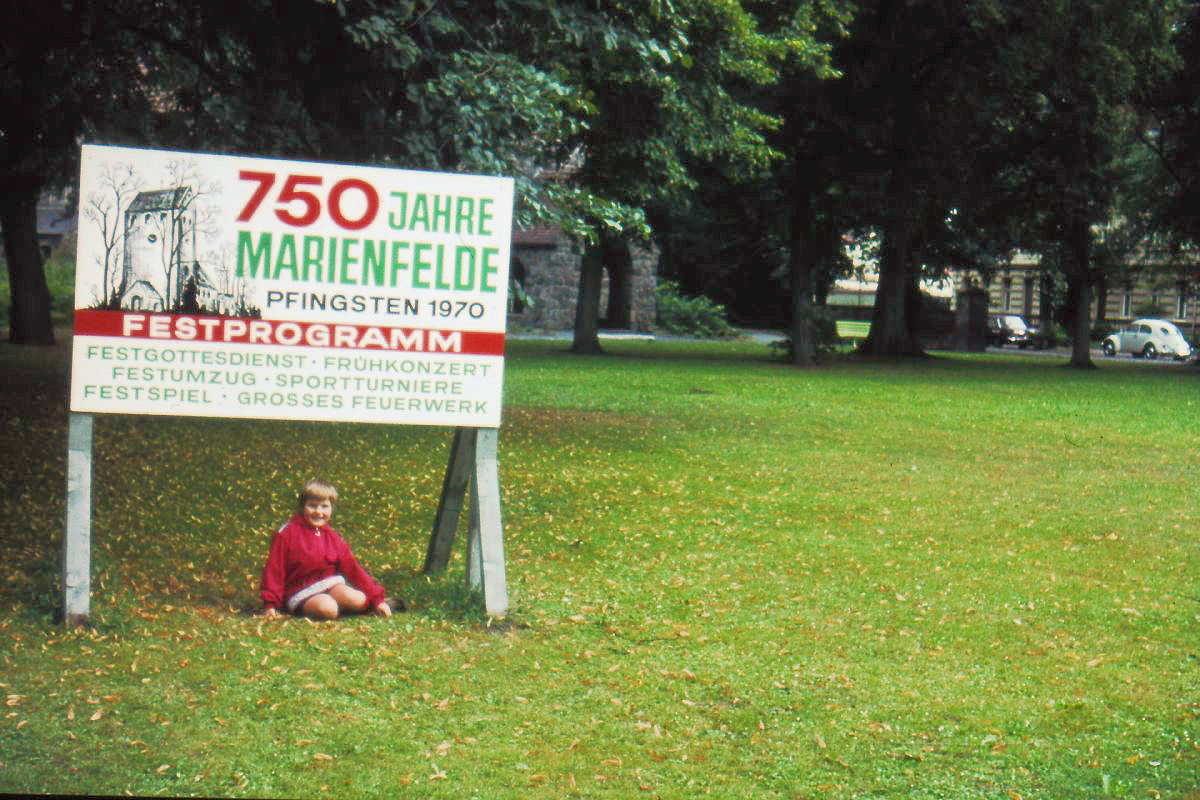 750 JAHRE
MARIENFELDE
PFINGSTEN 1970
FESTPROGRAMM
FESTGOTTESDIENST · FRÜHKONZERT
FESTUMZUG · SPORTTURNIERE
FESTSPIEL · GROSSES FEUERWERK